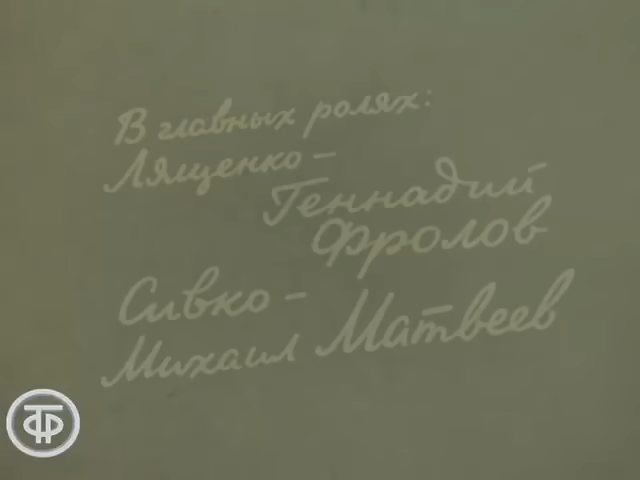 В главных ролях:
Лященко –
Геннадий
Фролов
Сивко –
Михаил Матвеев